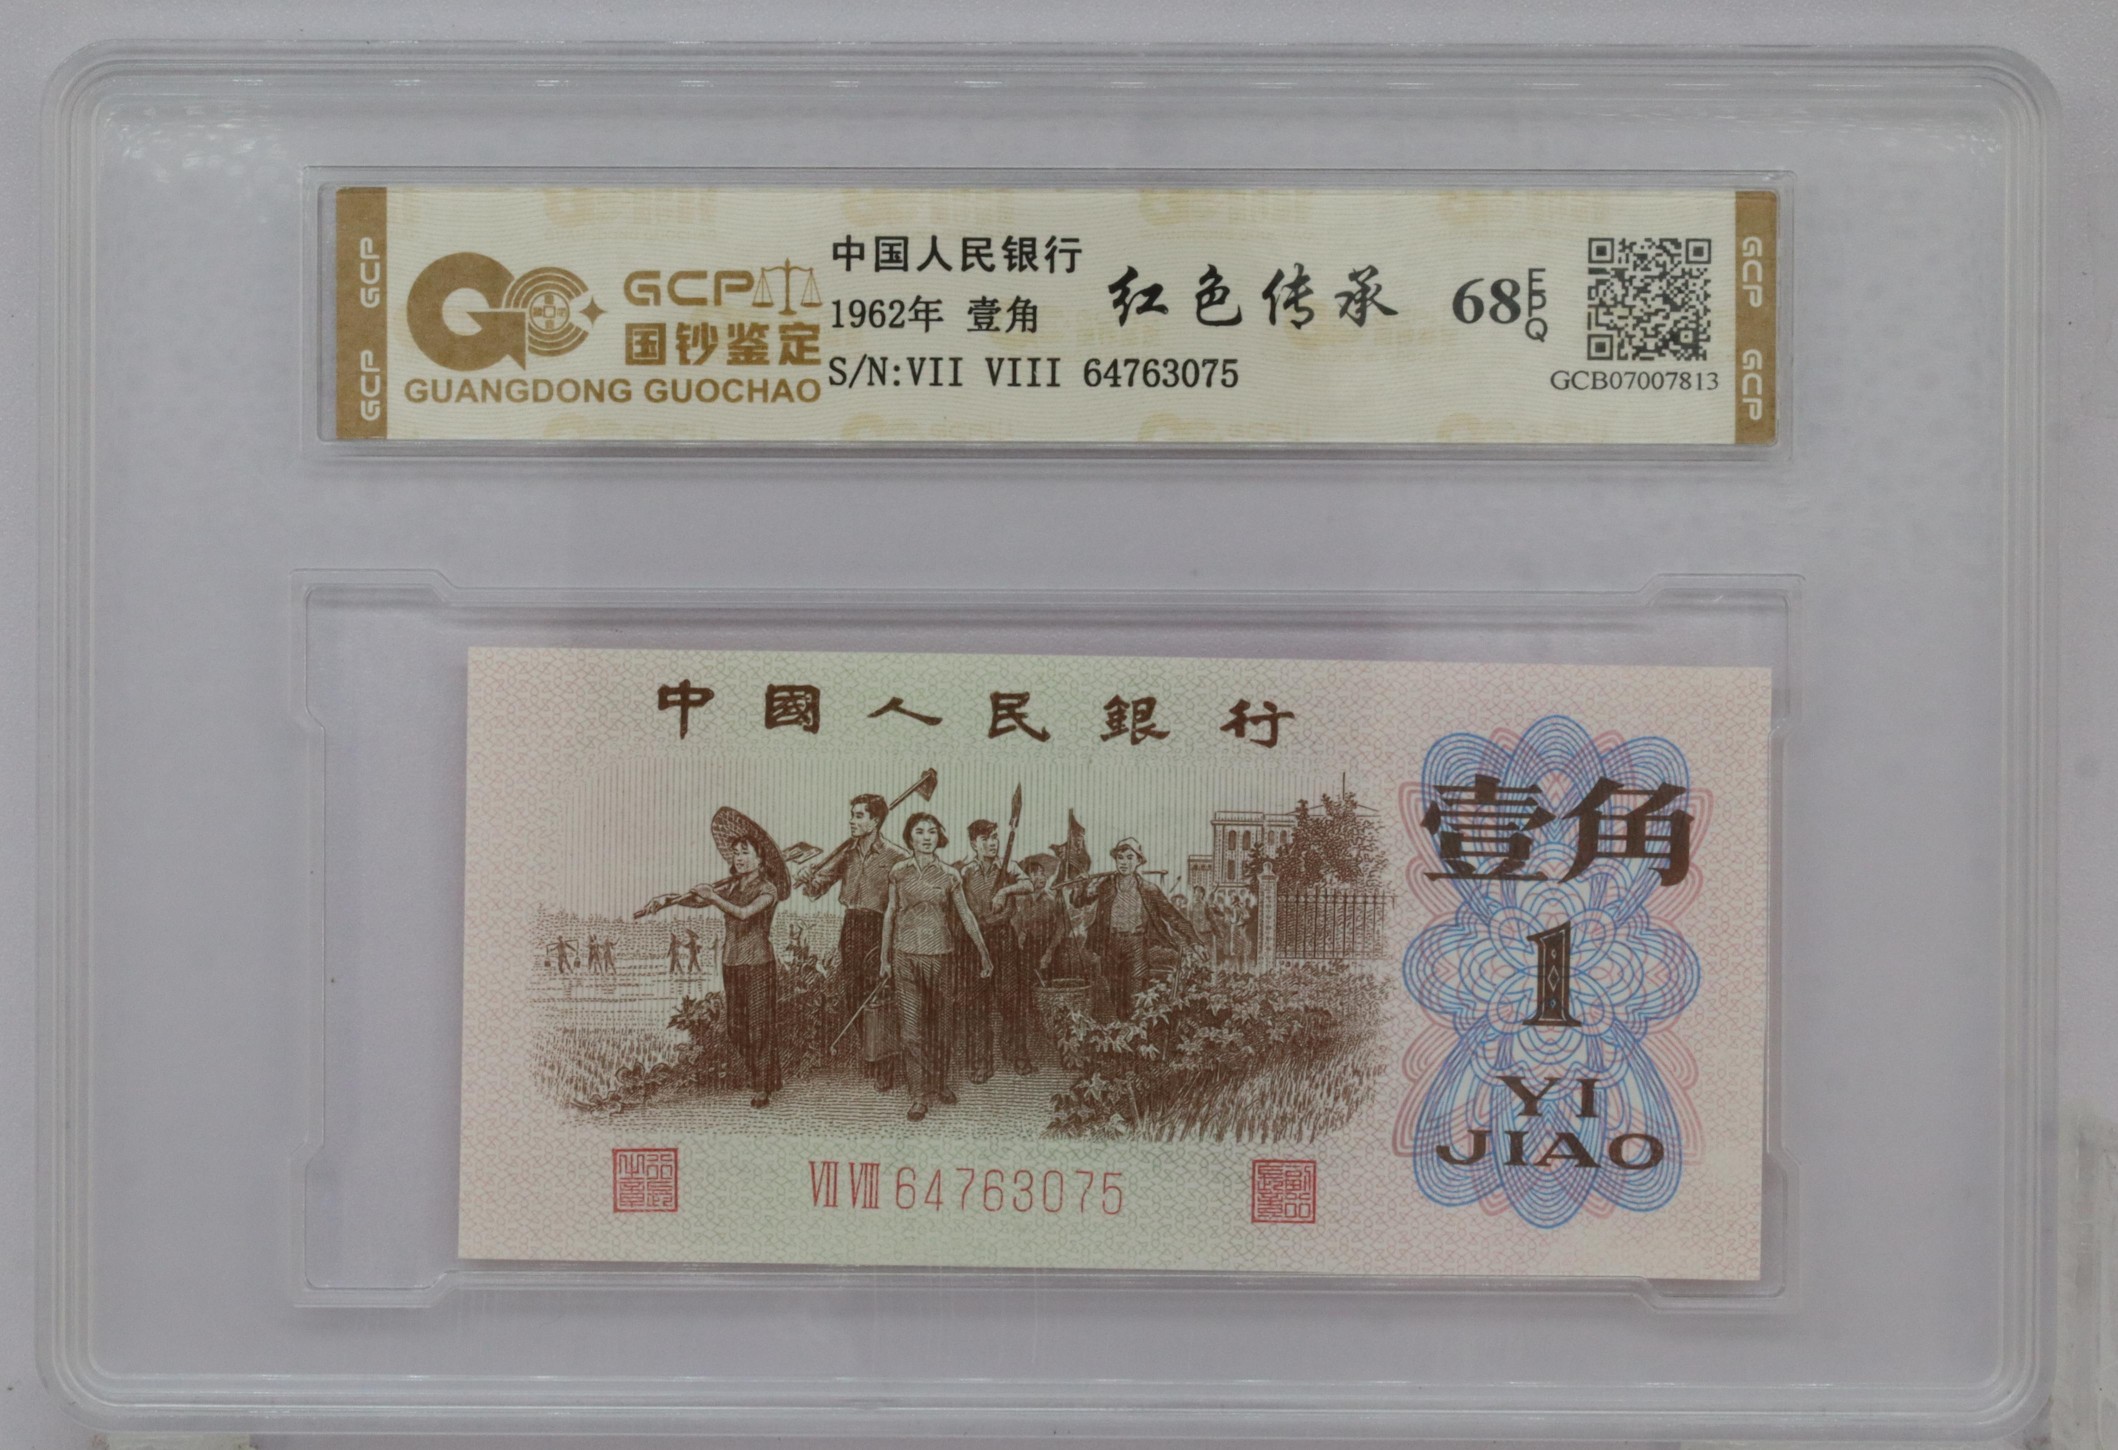 GCP
GCP
GCP
国钞鉴定
GUANGDONG GUOCHAO
中国人民银行
1962年 壹角
S/N:VII VIII 64763075
红色传承
68 EPQ
GCB07007813
GCP
GCP
中國人民銀行
壹角
1
YI
JIAO
VII VIII 64763075